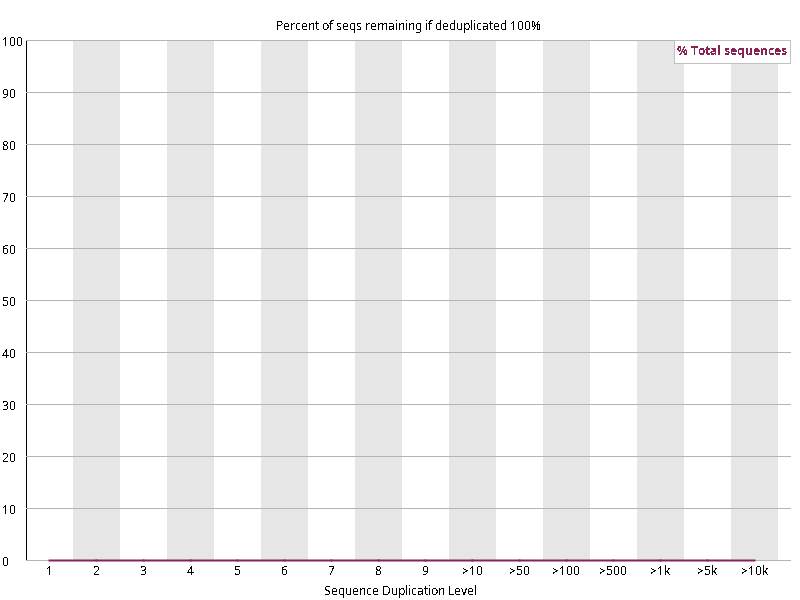 Percent of seqs remaining if deduplicated 100%
% Total sequences
100
90
80
70
60
50
40
30
20
10
0
1 2 3 4 5 6 7 8 9 >10 >50 >100 >500 >1k >5k >10k
Sequence Duplication Level